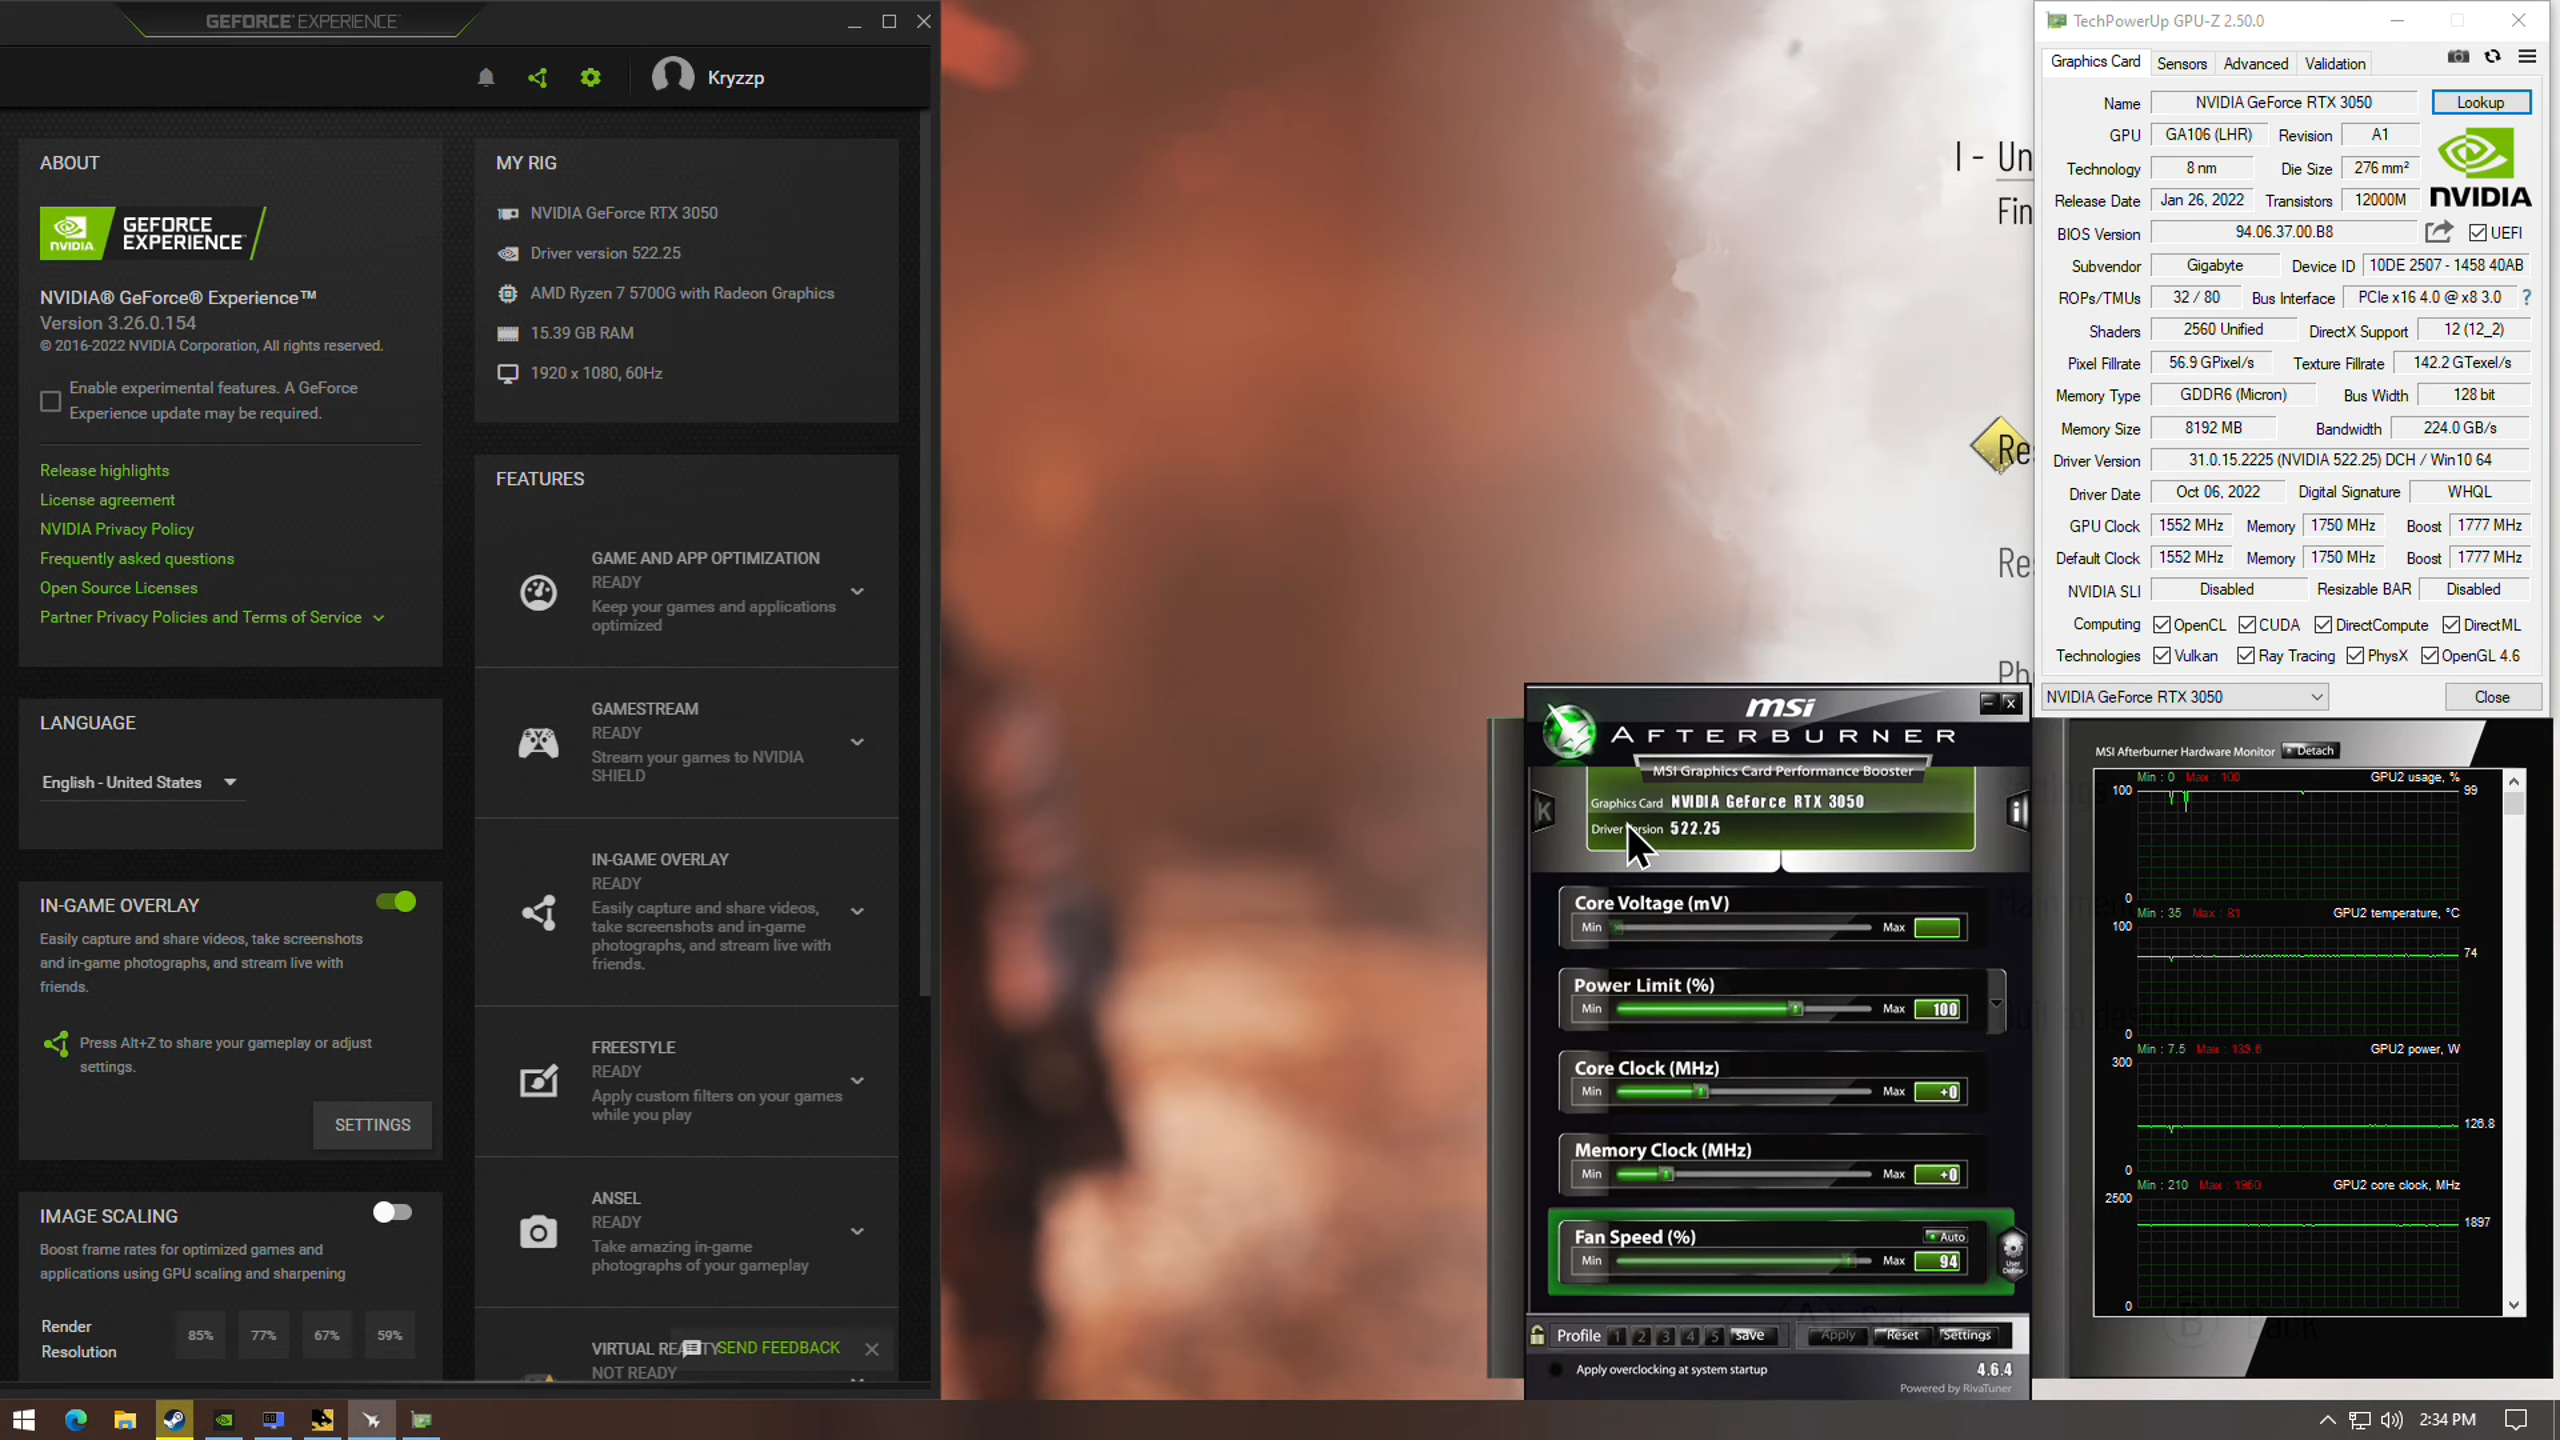 GEFORCE EXPERIENCE
Kryzzp
ABOUT
NVIDIA
GEFORCE
EXPERIENCE
NVIDIA® GeForce® Experience™
Version 3.26.0.154
© 2016-2022 NVIDIA Corporation, All rights reserved.
Enable experimental features. A GeForce
Experience update may be required.
Release highlights
License agreement
NVIDIA Privacy Policy
Frequently asked questions
Open Source Licenses
Partner Privacy Policies and Terms of Service
LANGUAGE
English - United States
IN-GAME OVERLAY
Easily capture and share videos, take screenshots
and in-game photographs, and stream live with
friends.
Press Alt+Z to share your gameplay or adjust
settings.
SETTINGS
IMAGE SCALING
Boost frame rates for optimized games and
applications using GPU scaling and sharpening
Render
Resolution
85% 77% 67% 59%
MY RIG
NVIDIA GeForce RTX 3050
Driver version 522.25
AMD Ryzen 7 5700G with Radeon Graphics
15.39 GB RAM
1920 x 1080, 60Hz
FEATURES
GAME AND APP OPTIMIZATION
READY
Keep your games and applications
optimized
GAMESTREAM
READY
Stream your games to NVIDIA
SHIELD
IN-GAME OVERLAY
READY
Easily capture and share videos,
take screenshots and in-game
photographs, and stream live with
friends.
FREESTYLE
READY
Apply custom filters on your games
while you play
ANSEL
READY
Take amazing in-game
photographs of your gameplay
VIRTUAL REALITY
NOT READY
SEND FEEDBACK
I - Un
Fin
Re
Re
Ph
TechPowerUp GPU-Z 2.50.0
Graphics Card Sensors Advanced Validation
Name NVIDIA GeForce RTX 3050 Lookup
GPU GA106 (LHR) Revision A1
Technology 8 nm Die Size 276 mm²
NVIDIA
Release Date Jan 26, 2022 Transistors 12000M
BIOS Version 94.06.37.00.B8 UEFI
Subvendor Gigabyte Device ID 10DE 2507 - 1458 40AB
ROPs/TMUs 32 / 80 Bus Interface PCIe x16 4.0 @ x8 3.0 ?
Shaders 2560 Unified DirectX Support 12 (12_2)
Pixel Fillrate 56.9 GPixel/s Texture Fillrate 142.2 GTexel/s
Memory Type GDDR6 (Micron) Bus Width 128 bit
Memory Size 8192 MB Bandwidth 224.0 GB/s
Driver Version 31.0.15.2225 (NVIDIA 522.25) DCH / Win10 64
Driver Date Oct 06, 2022 Digital Signature WHQL
GPU Clock 1552 MHz Memory 1750 MHz Boost 1777 MHz
Default Clock 1552 MHz Memory 1750 MHz Boost 1777 MHz
NVIDIA SLI Disabled Resizable BAR Disabled
Computing OpenCL CUDA DirectCompute DirectML
Technologies Vulkan Ray Tracing PhysX OpenGL 4.6
NVIDIA GeForce RTX 3050 Close
msi
AFTERBURNER
MSI Graphics Card Performance Booster
K i
Graphics Card NVIDIA GeForce RTX 3050
Driver Version 522.25
Core Voltage (mV)
Min Max
Power Limit (%)
Min Max 100
Core Clock (MHz)
Min Max +0
Memory Clock (MHz)
Min Max +0
Fan Speed (%) Auto
Min Max 94
User Define
Profile 1 2 3 4 5 Save Apply Reset Settings
Apply overclocking at system startup 4.6.4
Powered by RivaTuner
MSI Afterburner Hardware Monitor Detach
Min : 0 Max : 100 GPU2 usage, %
100 99
0
Min : 35 Max : 81 GPU2 temperature, °C
100 74
0
Min : 7.5 Max : 133.6 GPU2 power, W
300 126.8
0
Min : 210 Max : 1960 GPU2 core clock, MHz
2500 1897
0
B Back
2:34 PM